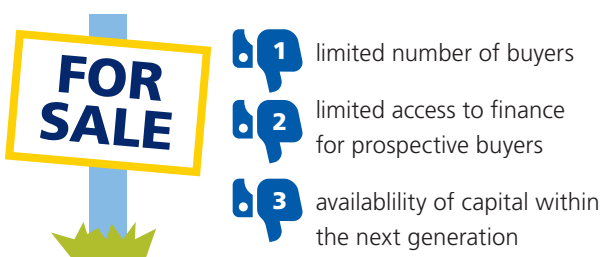 FOR
SALE
1 limited number of buyers
2 limited access to finance
for prospective buyers
3 availablility of capital within
the next generation